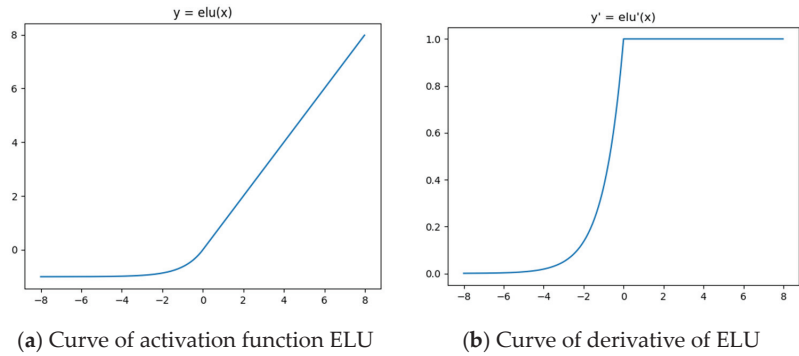 y = elu(x)
8
6
4
2
0
−8 −6 −4 −2 0 2 4 6 8
(a) Curve of activation function ELU
y' = elu'(x)
1.0
0.8
0.6
0.4
0.2
0.0
−8 −6 −4 −2 0 2 4 6 8
(b) Curve of derivative of ELU